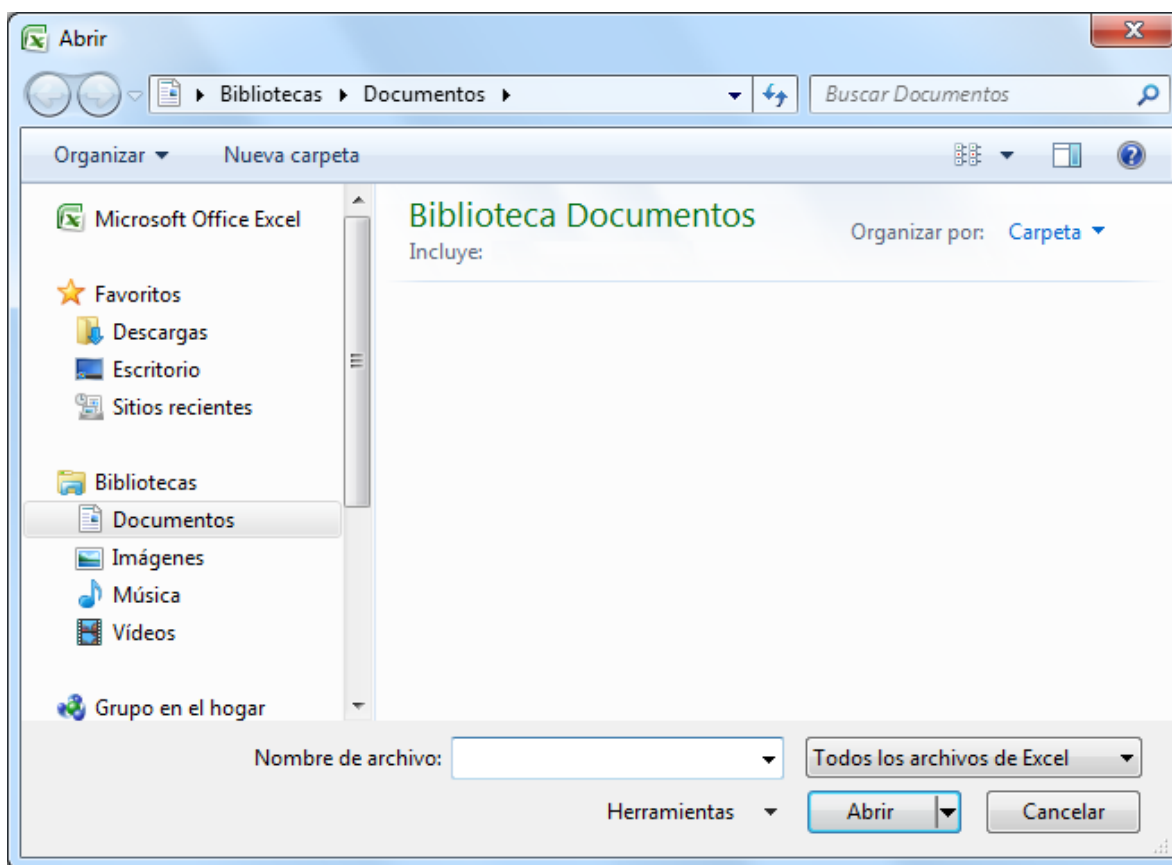 Abrir
Bibliotecas Documentos Buscar Documentos
Organizar Nueva carpeta
Microsoft Office Excel
Favoritos
Descargas
Escritorio
Sitios recientes
Bibliotecas
Documentos
Imágenes
Música
Vídeos
Grupo en el hogar
Biblioteca Documentos
Incluye:
Organizar por: Carpeta
Nombre de archivo: Todos los archivos de Excel
Herramientas Abrir Cancelar